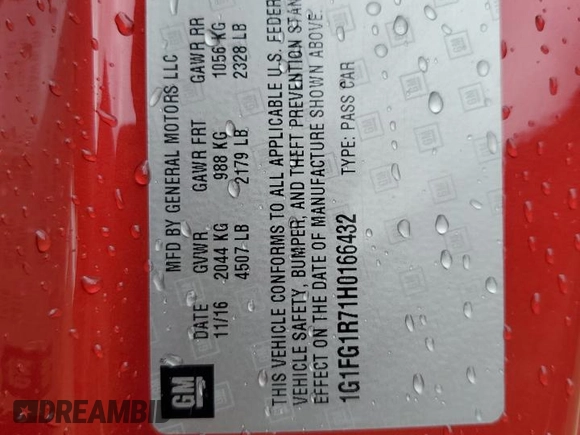 MFD BY GENERAL MOTORS LLC
DATE GVWR GAWR FRT GAWR RR
11/16 2044 KG 988 KG 1056 KG
4507 LB 2179 LB 2328 LB
THIS VEHICLE CONFORMS TO ALL APPLICABLE U.S. FEDER
VEHICLE SAFETY, BUMPER, AND THEFT PREVENTION STAN
EFFECT ON THE DATE OF MANUFACTURE SHOWN ABOVE.
1G1FG1R71H0166432 TYPE: PASS CAR
GM
DREAMBID